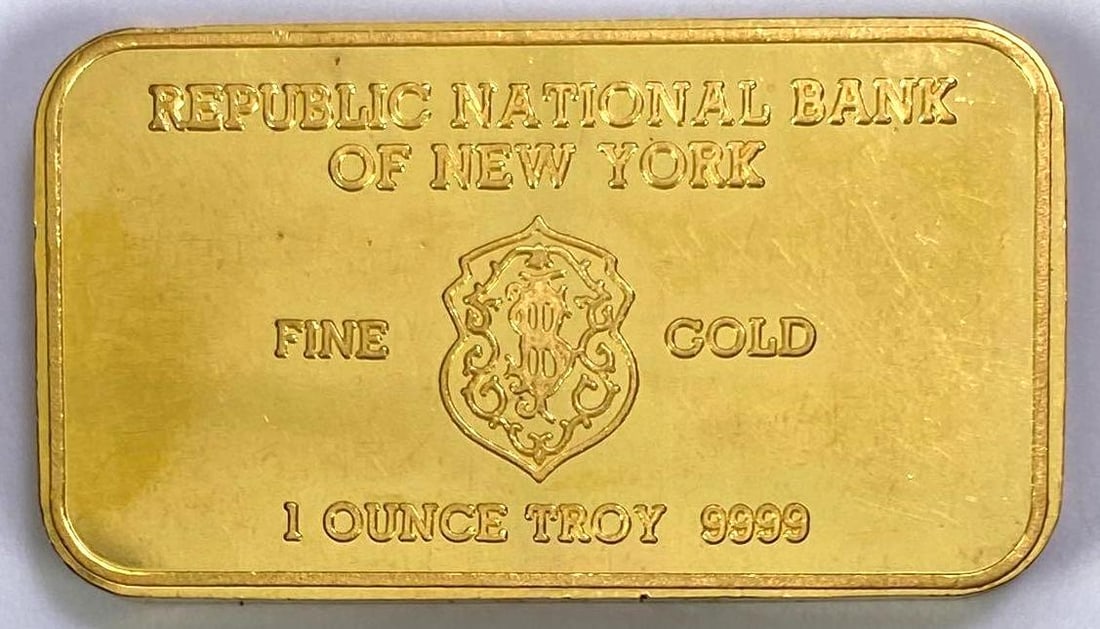 REPUBLIC NATIONAL BANK
OF NEW YORK
FINE GOLD
1 OUNCE TROY 9999